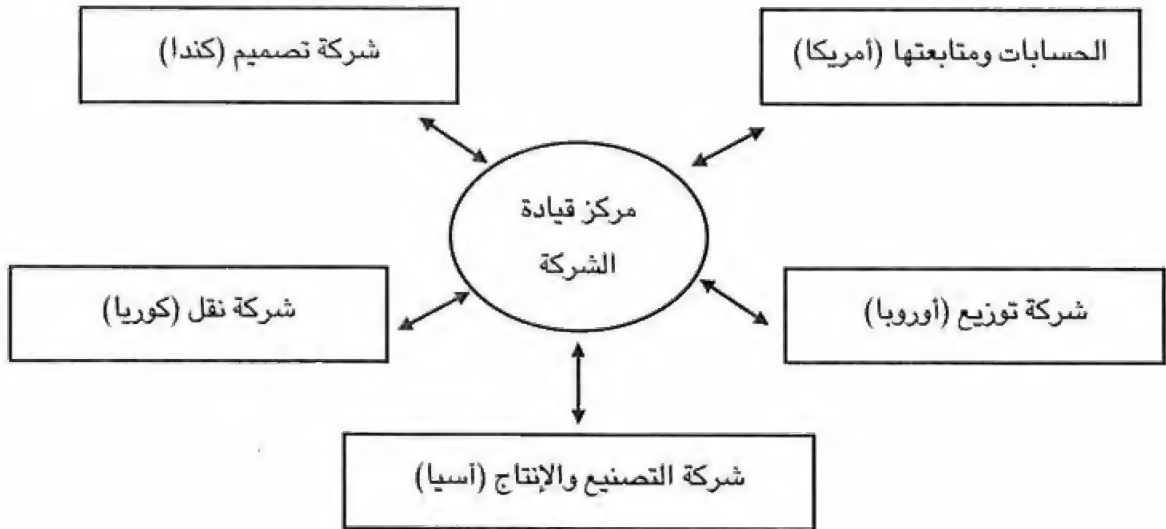 الحسابات ومتابعتها (أمريكا)
شركة تصميم (كندا)
مركز قيادة
الشركة
شركة توزيع (أوروبا)
شركة نقل (كوريا)
شركة التصنيع والإنتاج (آسيا)